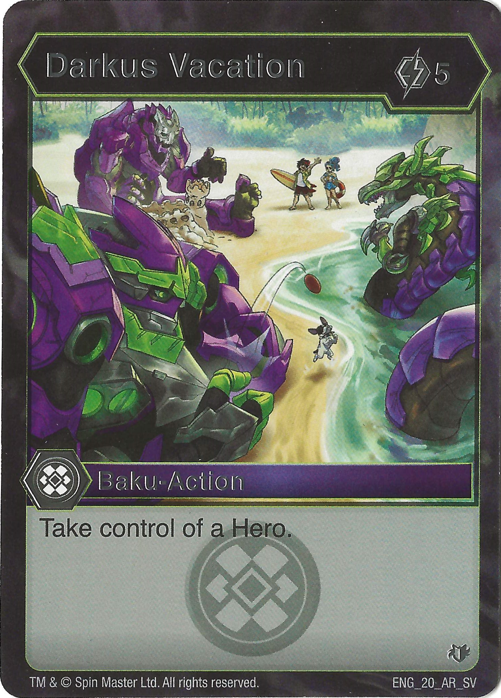 Darkus Vacation
5
Baku-Action
Take control of a Hero.
TM & © Spin Master Ltd. All rights reserved.
ENG_20_AR_SV